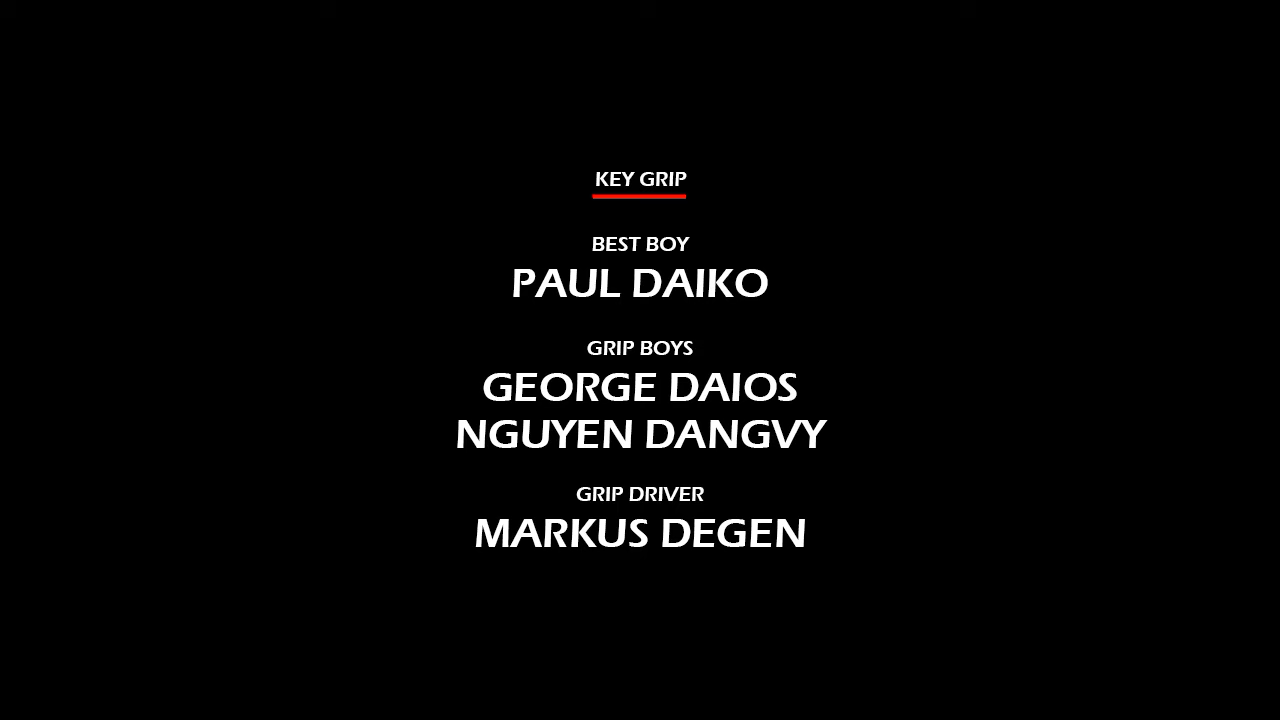 KEY GRIP
BEST BOY
PAUL DAIKO
GRIP BOYS
GEORGE DAIOS
NGUYEN DANGVY
GRIP DRIVER
MARKUS DEGEN